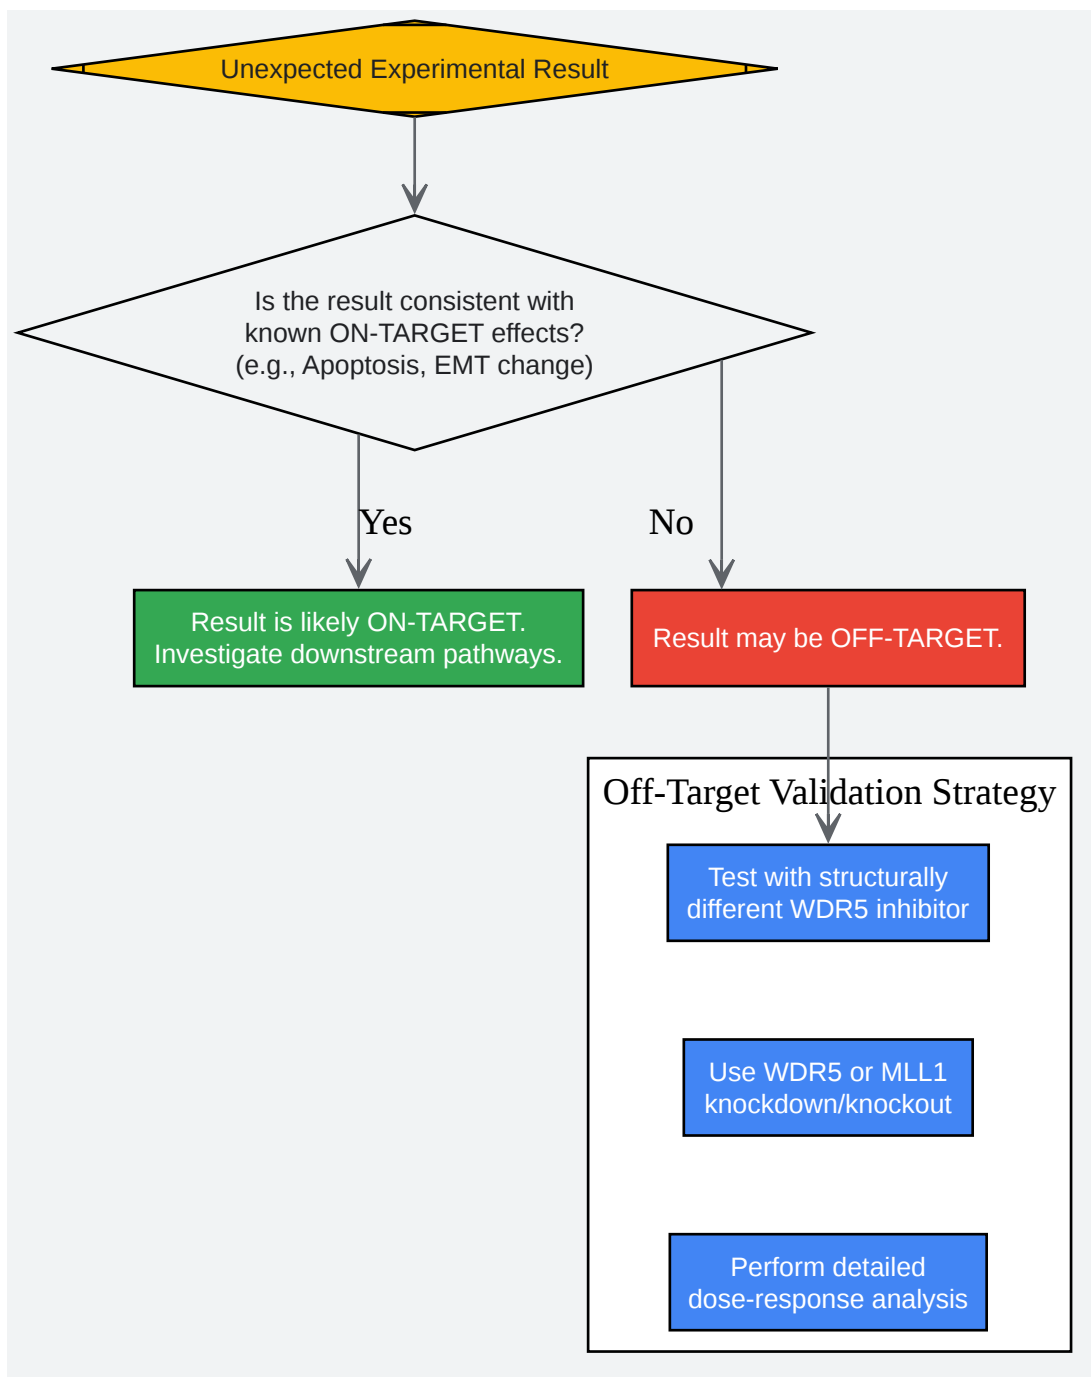 Unexpected Experimental Result
Is the result consistent with
known ON-TARGET effects?
(e.g., Apoptosis, EMT change)
Yes
No
Result is likely ON-TARGET.
Investigate downstream pathways.
Result may be OFF-TARGET.
Off-Target Validation Strategy
Test with structurally
different WDR5 inhibitor
Use WDR5 or MLL1
knockdown/knockout
Perform detailed
dose-response analysis